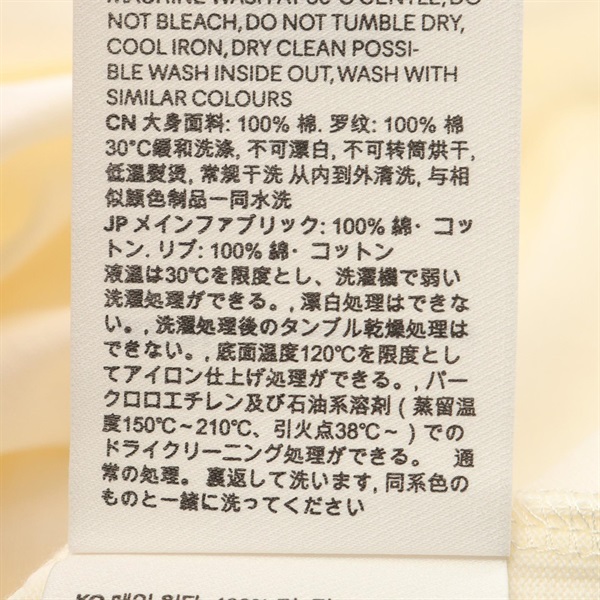 MACHINE WASH AT 30°C GENTLE, DO
NOT BLEACH, DO NOT TUMBLE DRY,
COOL IRON, DRY CLEAN POSSI-
BLE WASH INSIDE OUT, WASH WITH
SIMILAR COLOURS
CN 大身面料: 100% 棉. 罗纹: 100% 棉
30°C緩和洗涤, 不可漂白, 不可转筒烘干,
低溫熨燙, 常规干洗 从内到外清洗, 与相
似颜色制品一同水洗
JP メインファブリック: 100% 綿・ コッ
トン. リブ: 100% 綿・ コットン
液温は30℃を限度とし、洗濯機で弱い
洗濯処理ができる。, 漂白処理はできな
い。, 洗濯処理後のタンブル乾燥処理は
できない。, 底面温度120℃を限度とし
てアイロン仕上げ処理ができる。, パー
クロロエチレン及び石油系溶剤 ( 蒸留温
度150℃～210℃、引火点38℃～ ) での
ドライクリーニング処理ができる。 通
常の処理。 裏返して洗います, 同系色の
ものと一緒に洗ってください